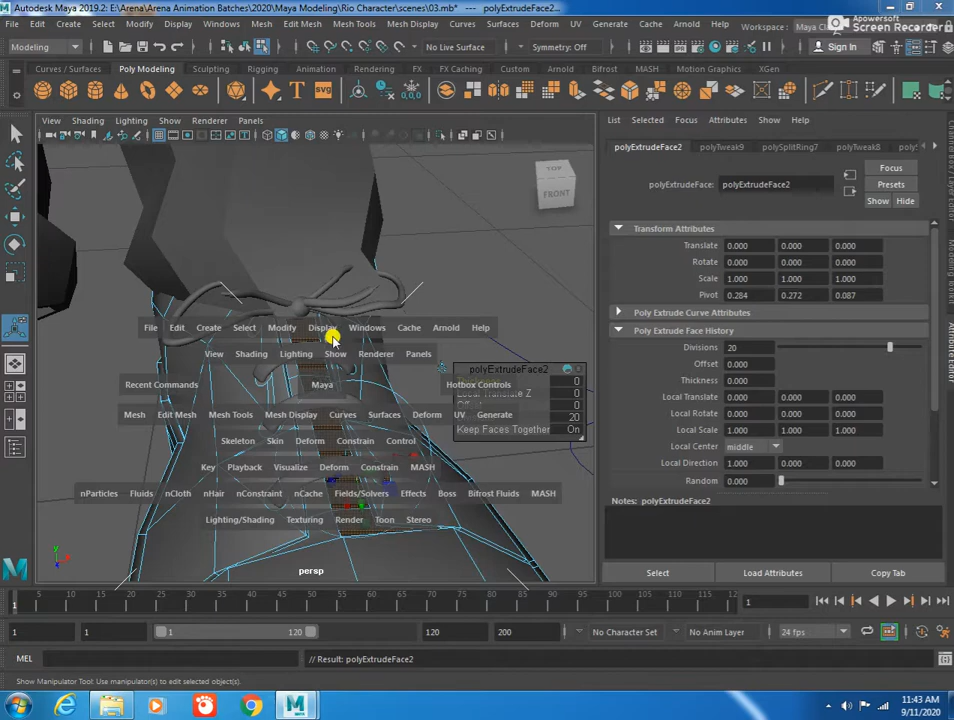 Autodesk Maya 2019.2: E:\Arena\Arena Animation Batches\2020\Maya Modeling\Rio Character\scenes\03.mb* --- polyExtrudeFace2...
File Edit Create Select Modify Display Windows Mesh Edit Mesh Mesh Tools Mesh Display Curves Surfaces Deform UV Generate Cache Arnold Help Workspace: Maya Cl
Apowersoft
Screen Recorder
Modeling No Live Surface Symmetry: Off Sign In
Curves / Surfaces Poly Modeling Sculpting Rigging Animation Rendering FX FX Caching Custom Arnold Bifrost MASH Motion Graphics XGen
SVG
0,0,0
View Shading Lighting Show Renderer Panels
List Selected Focus Attributes Show Help
polyExtrudeFace2 polyTweak9 polySplitRing7 polyTweak8
TOP
FRONT
polyExtrudeFace: polyExtrudeFace2
Focus
Presets
Show Hide
Transform Attributes
Translate 0.000 0.000 0.000
Rotate 0.000 0.000 0.000
Scale 1.000 1.000 1.000
Pivot 0.284 0.272 0.087
Poly Extrude Curve Attributes
Poly Extrude Face History
Divisions 20
Offset 0.000
Thickness 0.000
Local Translate 0.000 0.000 0.000
Local Rotate 0.000 0.000 0.000
Local Scale 1.000 1.000 1.000
Local Center middle
Local Direction 1.000 0.000 0.000
Random 0.000
Notes: polyExtrudeFace2
Select Load Attributes Copy Tab
File Edit Create Select Modify Display Windows Cache Arnold Help
View Shading Lighting Show Renderer Panels
Recent Commands Maya Hotbox Controls
polyExtrudeFace2
0
Local Translate Z 0
0
20
Keep Faces Together On
Mesh Edit Mesh Mesh Tools Mesh Display Curves Surfaces Deform UV Generate
Skeleton Skin Deform Constrain Control
Key Playback Visualize Deform Constrain MASH
nParticles Fluids nCloth nHair nConstraint nCache Fields/Solvers Effects Boss Bifrost Fluids MASH
Lighting/Shading Texturing Render Toon Stereo
persp
5 10 15 20 25 30 35 40 45 50 55 60 65 70 75 80 85 90 95 100 105 110 115 120
1
1 1 1 120 120 200 No Character Set No Anim Layer 24 fps
MEL // Result: polyExtrudeFace2
Show Manipulator Tool: Use manipulator(s) to edit selected object(s).
11:43 AM
9/11/2020